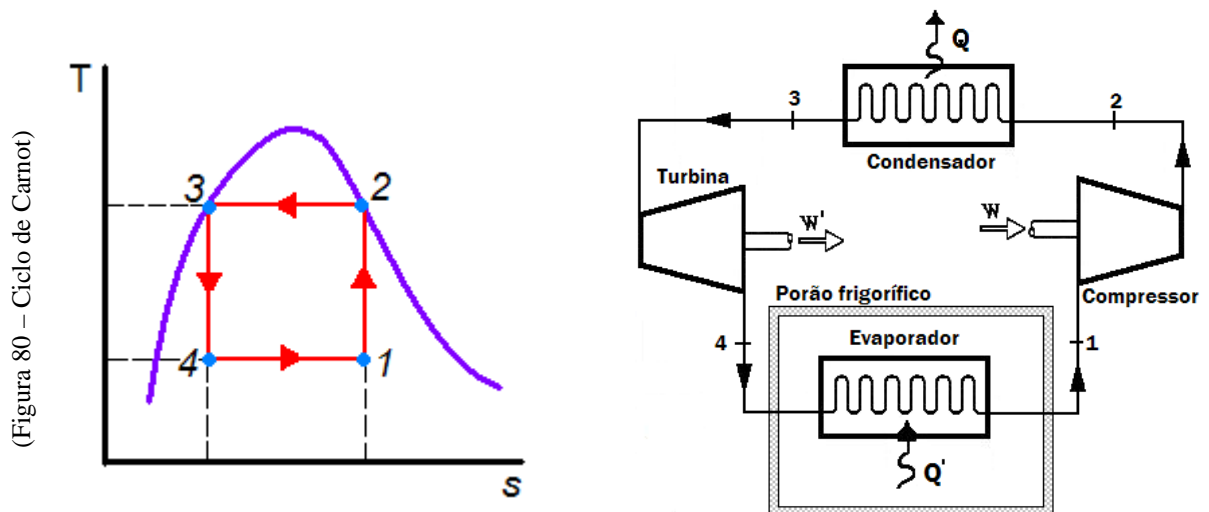 (Figura 80 – Ciclo de Carnot)
T
3
2
4
1
s
Q
3
2
Condensador
Turbina
W'
W
Compressor
Porão frigorífico
Evaporador
4
1
Q'